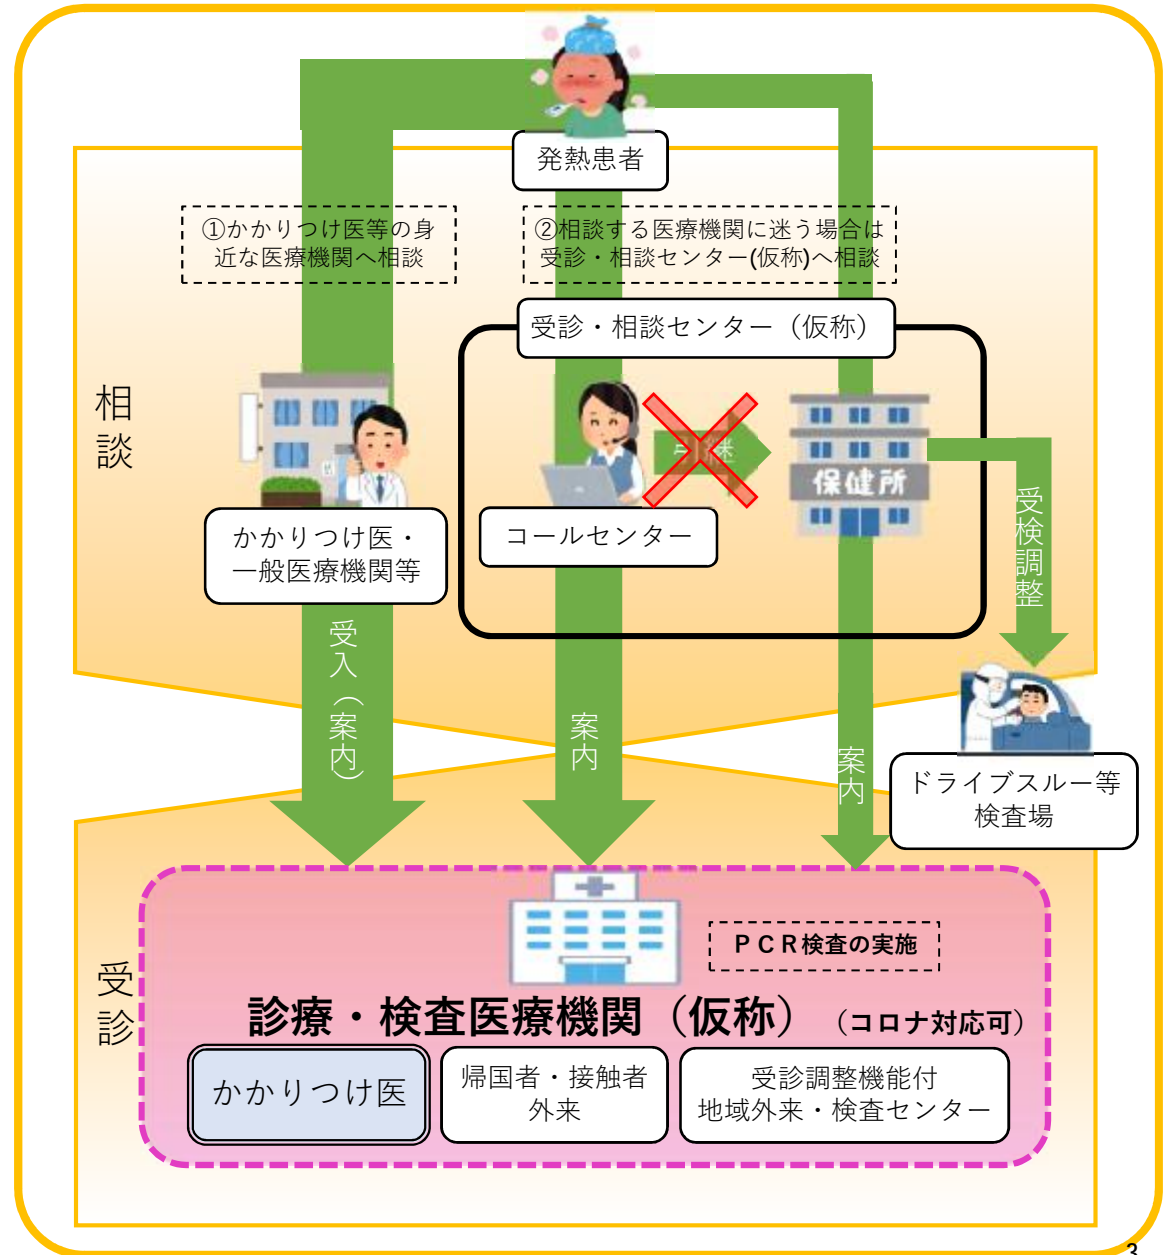 発熱患者
①かかりつけ医等の身
近な医療機関へ相談
②相談する医療機関に迷う場合は
受診・相談センター(仮称)へ相談
受診・相談センター（仮称）
相談
引継
保健所
かかりつけ医・
一般医療機関等
コールセンター
受検調整
受入（案内）
案内
案内
ドライブスルー等
検査場
受診
ＰＣＲ検査の実施
診療・検査医療機関（仮称）（コロナ対応可）
かかりつけ医
帰国者・接触者
外来
受診調整機能付
地域外来・検査センター
3